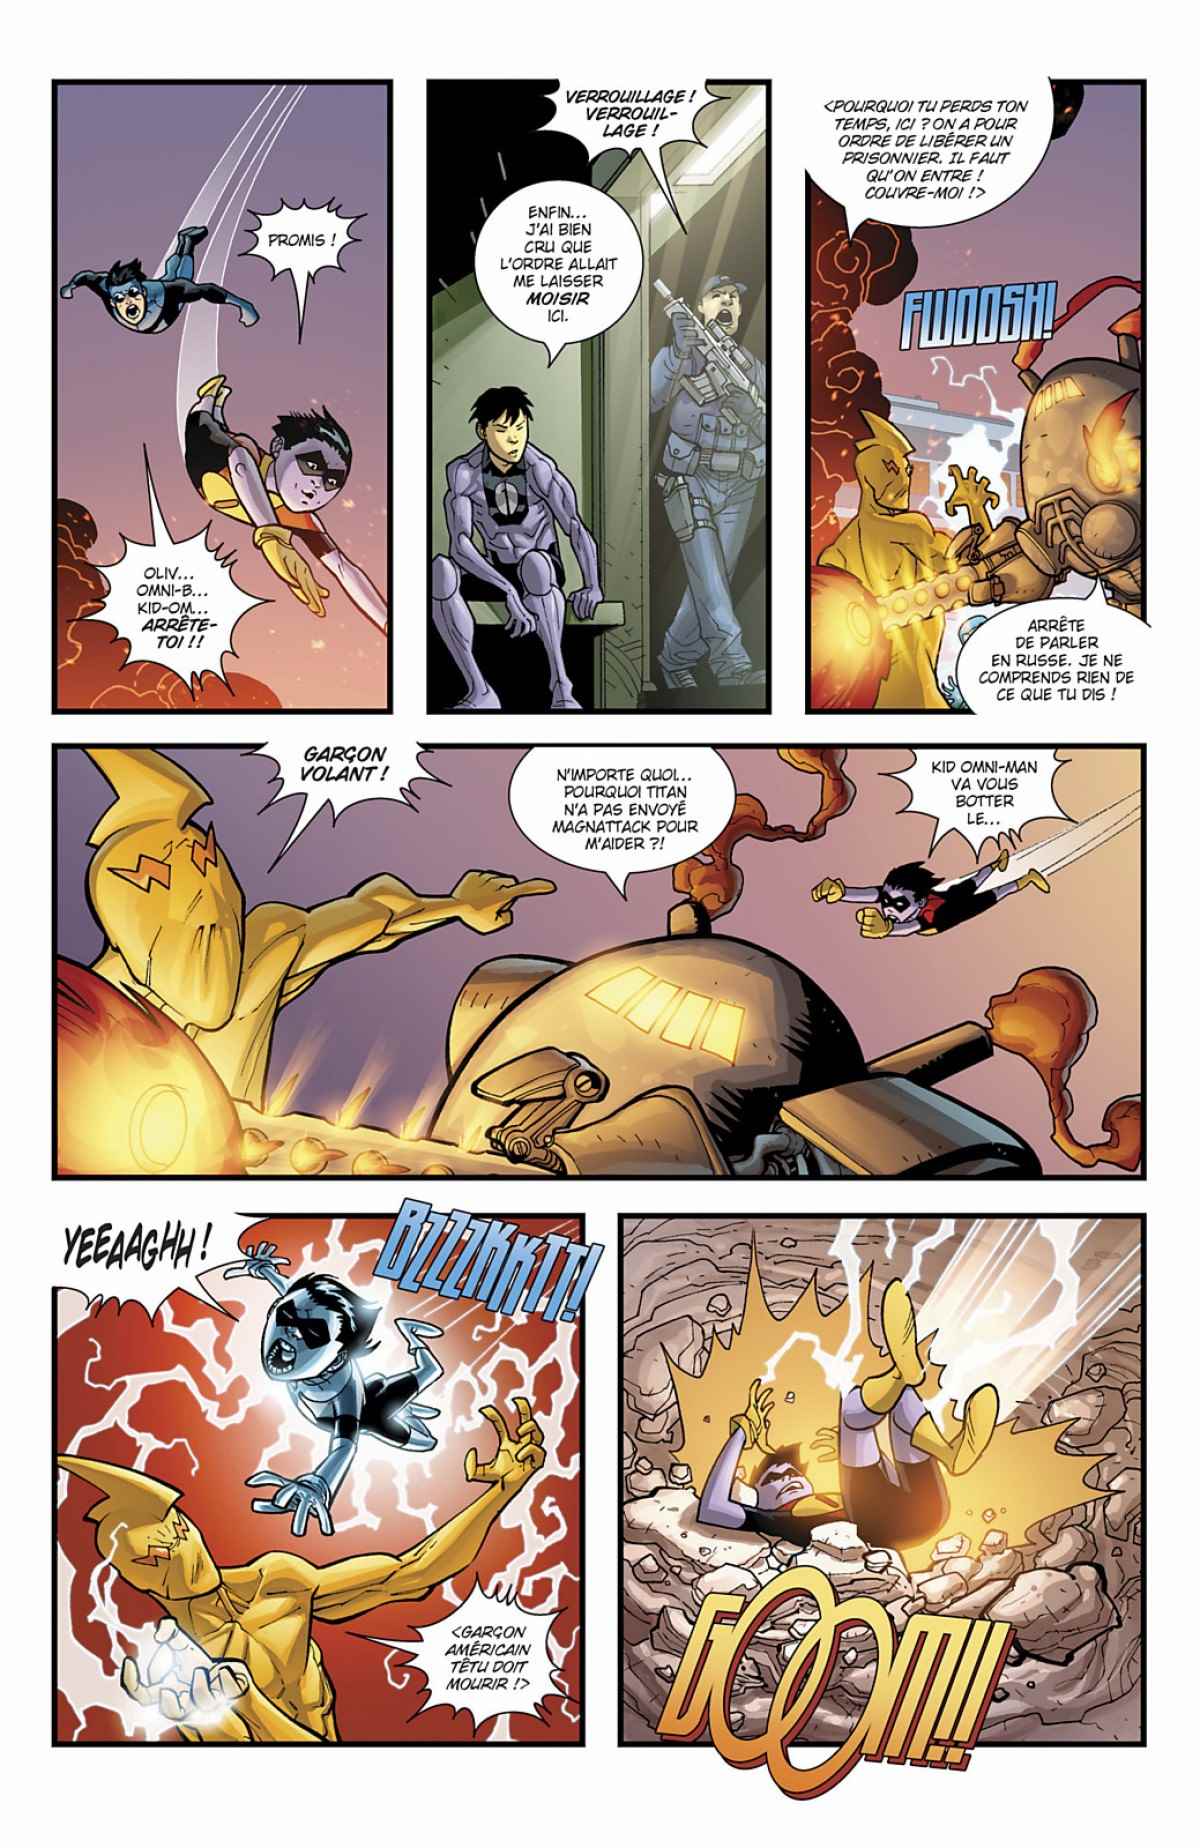 PROMIS !
OLIV...
OMNI-B...
KID-OM...
ARRÊTE-
TOI !!
VERROUILLAGE !
VERROUIL-
LAGE !
ENFIN...
J'AI BIEN
CRU QUE
L'ORDRE ALLAIT
ME LAISSER
MOISIR
ICI.
<POURQUOI TU PERDS TON
TEMPS, ICI ? ON A POUR
ORDRE DE LIBÉRER UN
PRISONNIER. IL FAUT
QU'ON ENTRE !
COUVRE-MOI !>
FWOOSH!
ARRÊTE
DE PARLER
EN RUSSE. JE NE
COMPRENDS RIEN DE
CE QUE TU DIS !
GARÇON
VOLANT !
N'IMPORTE QUOI...
POURQUOI TITAN
N'A PAS ENVOYÉ
MAGNATTACK POUR
M'AIDER ?!
KID OMNI-MAN
VA VOUS
BOTTER
LE...
YEEAAGHH !
BZZZKKTT!
<GARÇON
AMÉRICAIN
TÊTU DOIT
MOURIR !>
DOOM!!